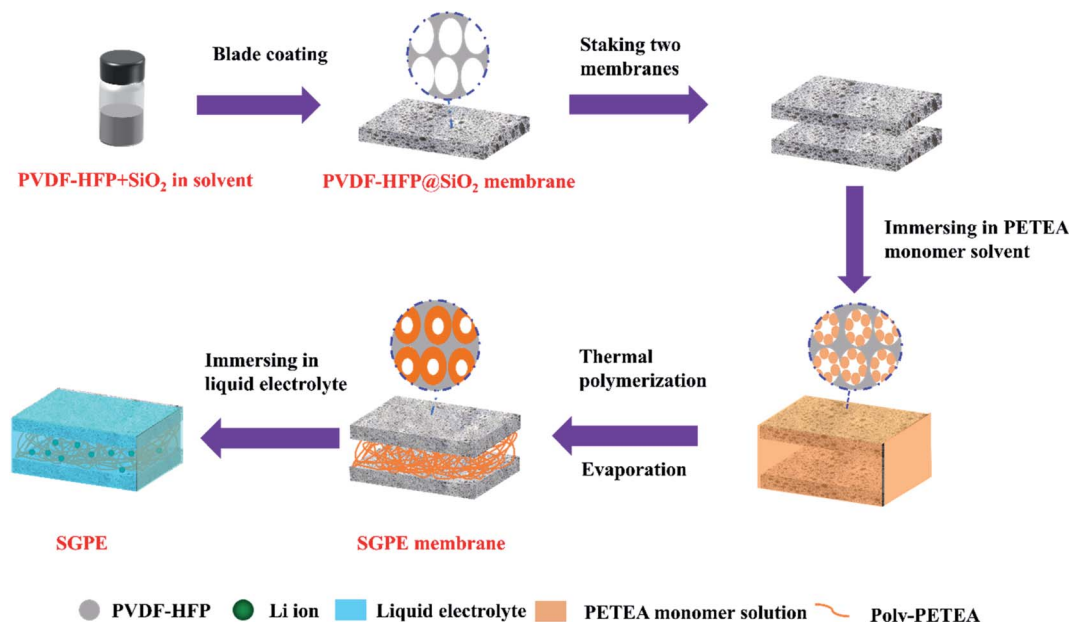 Blade coating
Staking two
membranes
PVDF-HFP+SiO₂ in solvent
PVDF-HFP@SiO₂ membrane
Immersing in PETEA
monomer solvent
Thermal
polymerization
Evaporation
Immersing in
liquid electrolyte
SGPE
SGPE membrane
PVDF-HFP
Li ion
Liquid electrolyte
PETEA monomer solution
Poly-PETEA